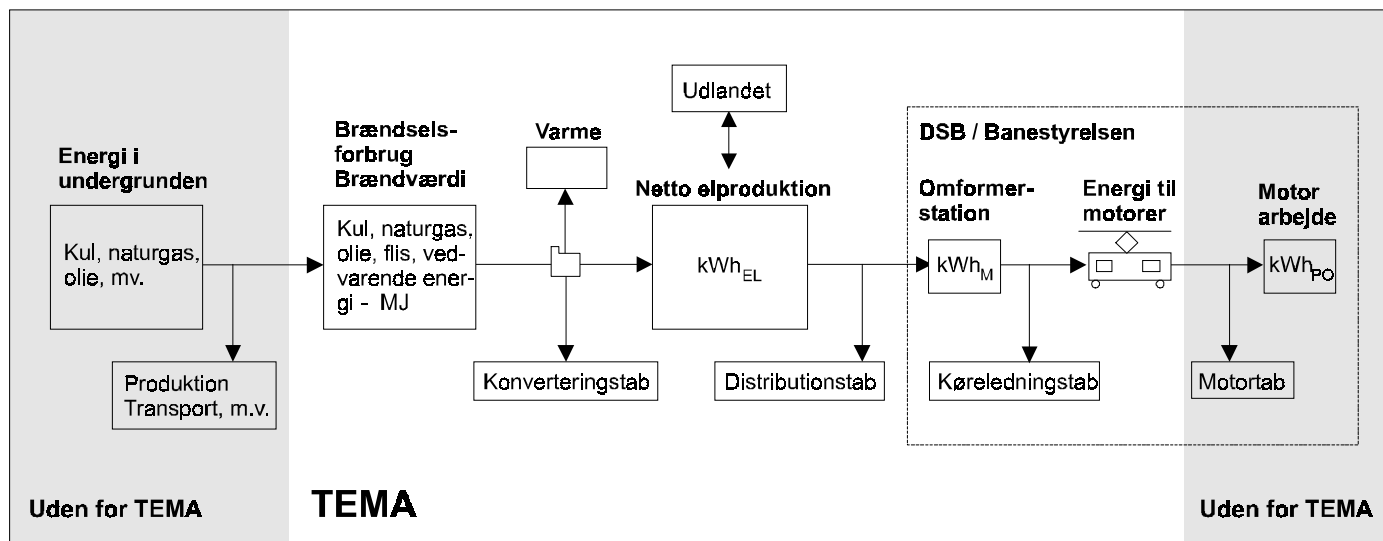 Udlandet
Brændsels-
forbrug
Brændværdi
Varme
DSB / Banestyrelsen
Energi i
undergrunden
Netto elproduktion
Omformer-
station
Energi til
motorer
Motor
arbejde
Kul, naturgas,
olie, mv.
Kul, naturgas,
olie, flis, ved-
varende ener-
gi - MJ
kWhEL
kWhM
kWhPO
Produktion
Transport, m.v.
Konverteringstab
Distributionstab
Køreledningstab
Motortab
Uden for TEMA
TEMA
Uden for TEMA